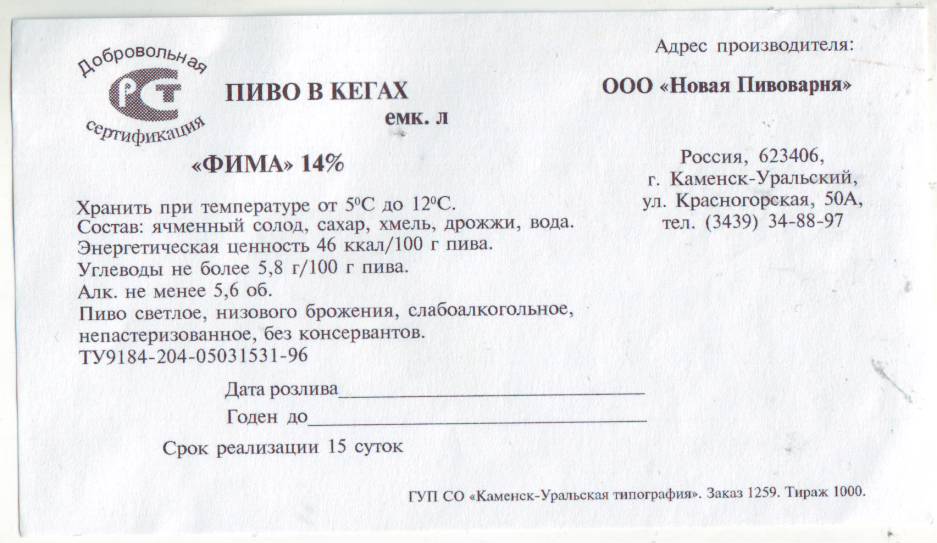 Добровольная
РСТ
сертификация
ПИВО В КЕГАХ
емк. л
«ФИМА» 14%
Адрес производителя:
ООО «Новая Пивоварня»
Россия, 623406,
г. Каменск-Уральский,
ул. Красногорская, 50А,
тел. (3439) 34-88-97
Хранить при температуре от 5⁰С до 12⁰С.
Состав: ячменный солод, сахар, хмель, дрожжи, вода.
Энергетическая ценность 46 ккал/100 г пива.
Углеводы не более 5,8 г/100 г пива.
Алк. не менее 5,6 об.
Пиво светлое, низового брожения, слабоалкогольное,
непастеризованное, без консервантов.
ТУ9184-204-05031531-96
Дата розлива
Годен до
Срок реализации 15 суток
ГУП СО «Каменск-Уральская типография». Заказ 1259. Тираж 1000.